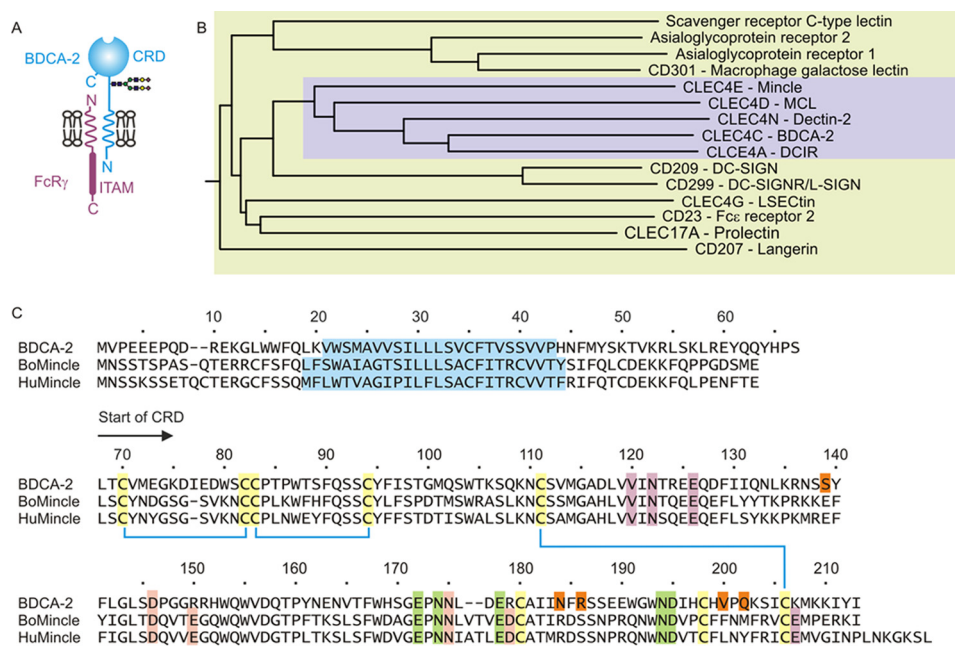 A
BDCA-2
CRD
C
N
N
FcRγ
ITAM
C
B
Scavenger receptor C-type lectin
Asialoglycoprotein receptor 2
Asialoglycoprotein receptor 1
CD301 - Macrophage galactose lectin
CLEC4E - Mincle
CLEC4D - MCL
CLEC4N - Dectin-2
CLEC4C - BDCA-2
CLCE4A - DCIR
CD209 - DC-SIGN
CD299 - DC-SIGNR/L-SIGN
CLEC4G - LSECtin
CD23 - Fcε receptor 2
CLEC17A - Prolectin
CD207 - Langerin
C
10 20 30 40 50 60
BDCA-2 MVPEEEPQD--REKGLWWFQLKVWSMAVVSILLLSVCFTVSSVVPHNFMYSKTVKRLSKLREYQQYHPS
BoMincle MNSSTSPAS-QTERRCFSFQLFSWAIAGTSILLLSACFITRCVVTYSIFQLCDEKKFQPPGDSME
HuMincle MNSSKSSETQCTERGCFSSQMFLWTVAGIPILFLSACFITRCVVTFRIFQTCDEKKFQLPENFTE
Start of CRD
70 80 90 100 110 120 130 140
BDCA-2 LTCVMEGKDIEDWSCCPTPWTSFQSSCYFISTGMQSWTKSQKNCSVMGADLVVINTREEQDFIIQNLKRNSSY
BoMincle LSCYNDGSG-SVKNCCPLKWFHFQSSCYLFSPDTMSWRASLKNCSSMGAHLVVINTQEEQEFLYYTKPRKKEF
HuMincle LSCYNYGSG-SVKNCCPLNWEYFQSSCYFFSTDTISWALSLKNCSAMGAHLVVINSQEEQEFLSYKKPKMREF
150 160 170 180 190 200 210
BDCA-2 FLGLSDPGGRRHWQWVDQTPYNENVTFWHSGEPNNL--DERCAIINFRSSEEWGWNDIHCHVPQKSICKMKKIYI
BoMincle YIGLTDQVTEGQWQWVDGTPFTKSLSFWDAGEPNNLVTVEDCATIRDSSNPRQNWNDVPCFFNMFRVCEMPERKI
HuMincle FIGLSDQVVEGQWQWVDGTPLTKSLSFWDVGEPNNIATLEDCATMRDSSNPRQNWNDVTCFLNYFRICEMVGINPLNKGKSL